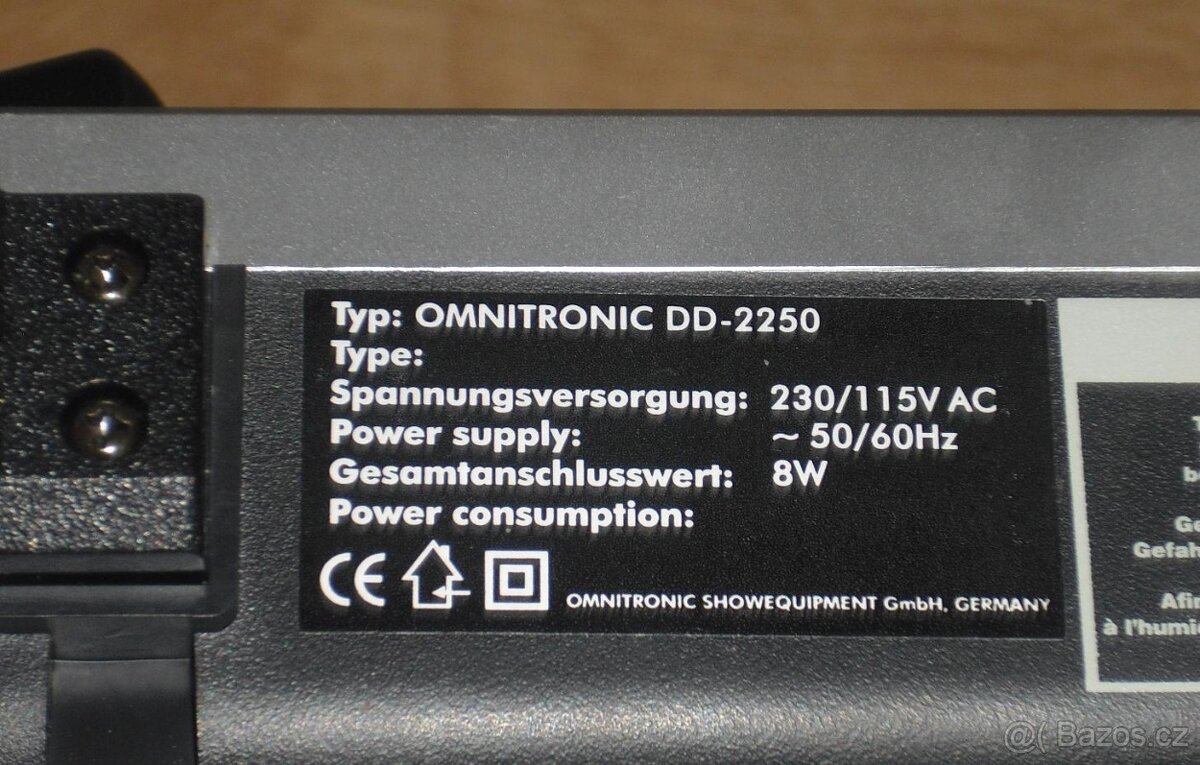 Typ: OMNITRONIC DD-2250
Type:
Spannungsversorgung: 230/115V AC
Power supply: ~ 50/60Hz
Gesamtanschlusswert: 8W
Power consumption:
CE
OMNITRONIC SHOWEQUIPMENT GmbH, GERMANY
à l'humi
@( Bazos.cz